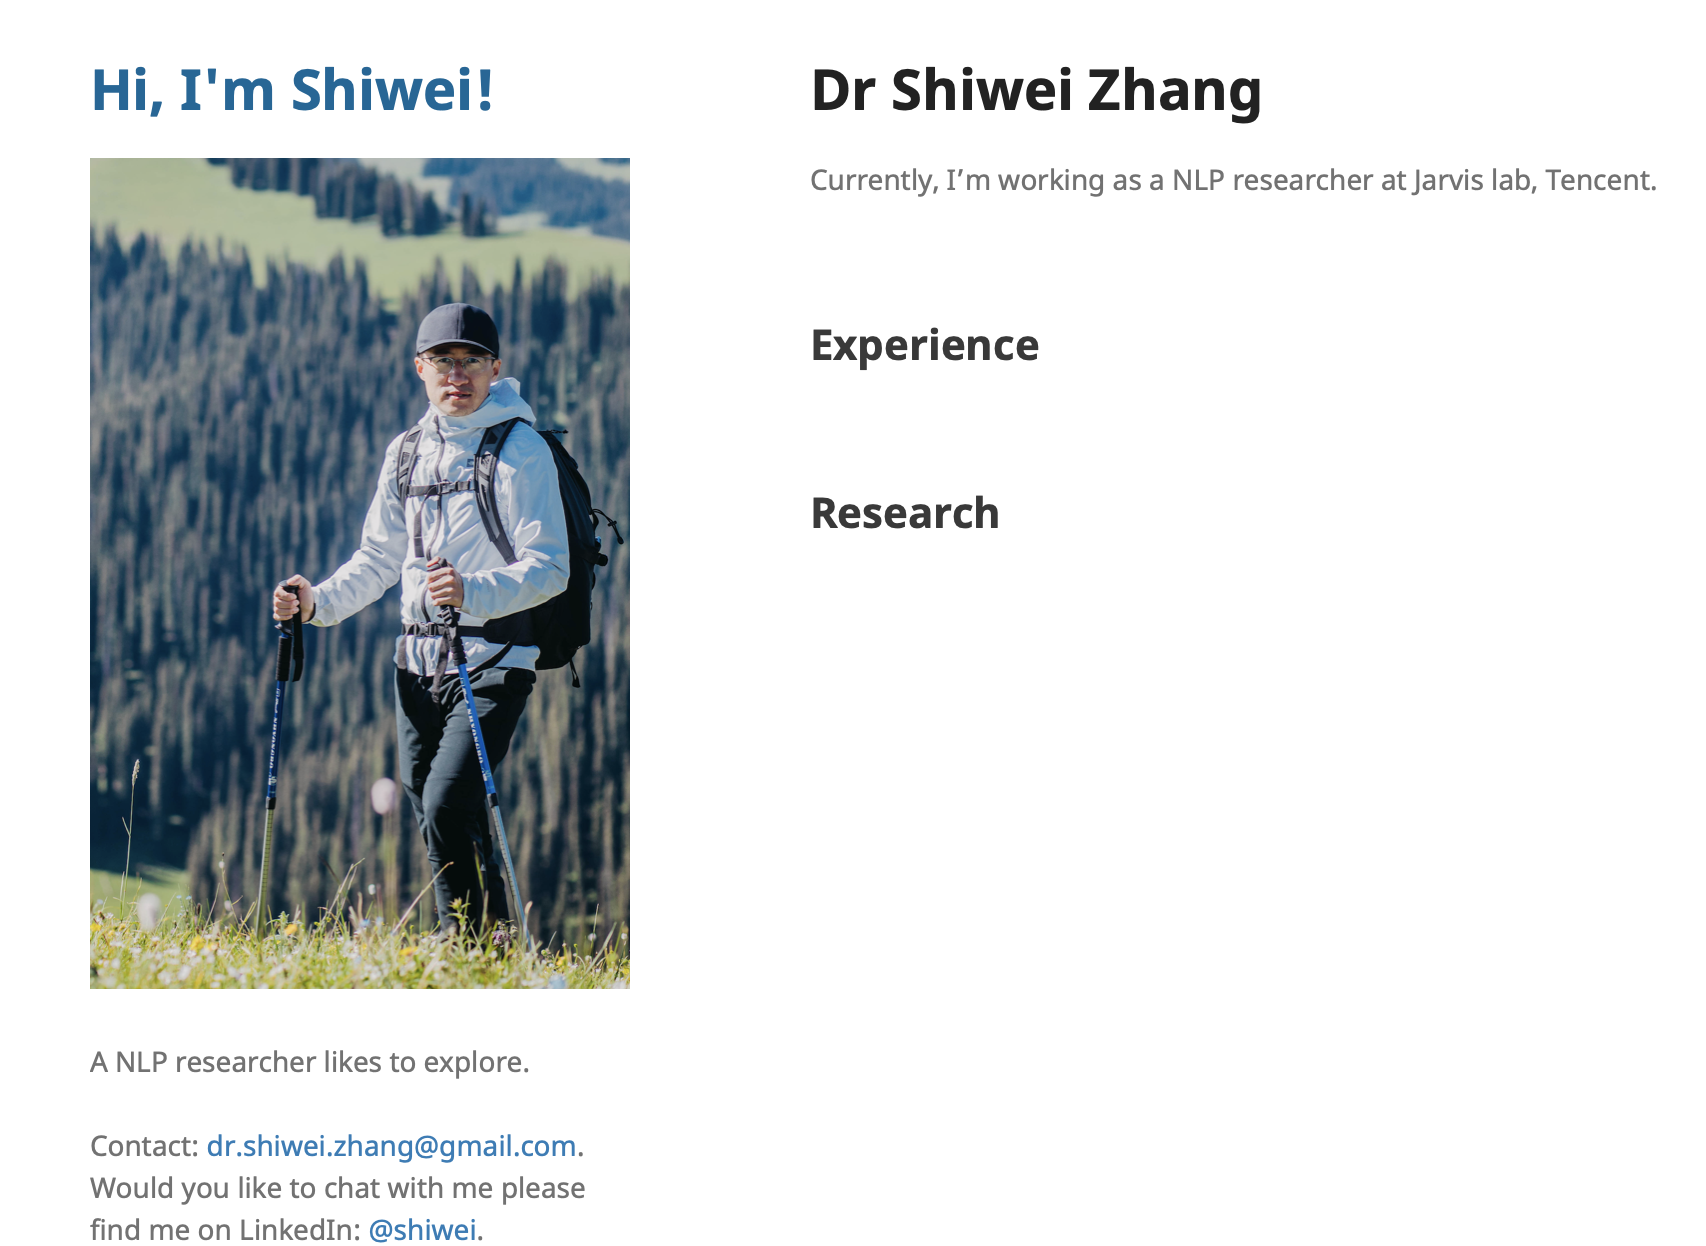 Hi, I'm Shiwei!
A NLP researcher likes to explore.
Contact: dr.shiwei.zhang@gmail.com.
Would you like to chat with me please
find me on LinkedIn: @shiwei.
Dr Shiwei Zhang
Currently, I’m working as a NLP researcher at Jarvis lab, Tencent.
Experience
Research